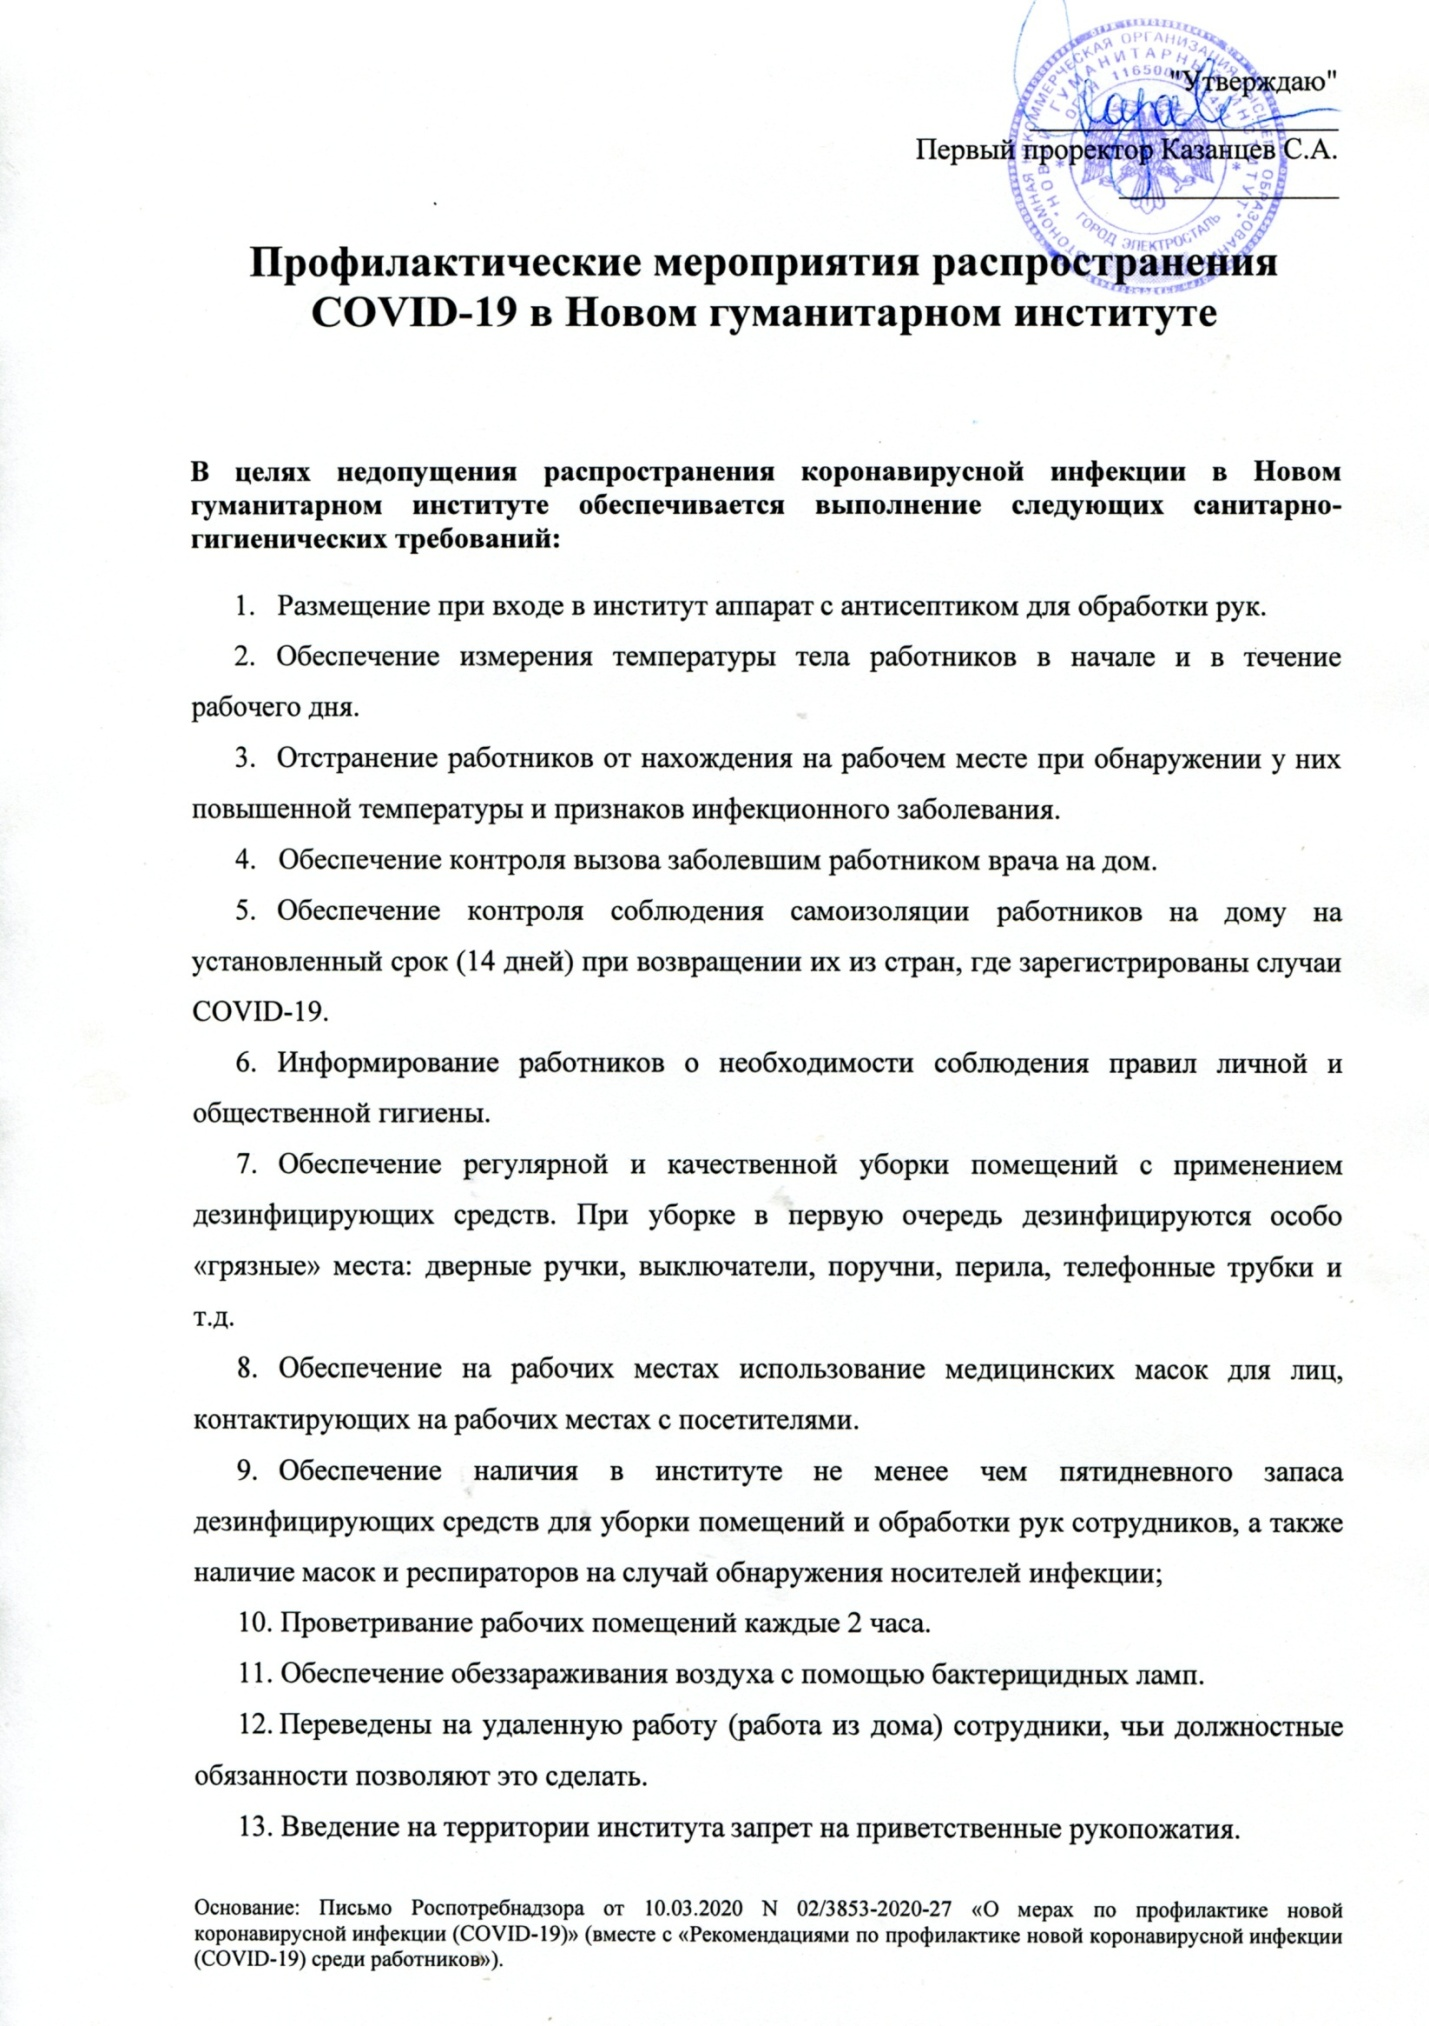 "Утверждаю"
Первый проректор Казанцев С.А.
НОВЫЙ ГУМАНИТАРНЫЙ ИНСТИТУТ
ГОРОД ЭЛЕКТРОСТАЛЬ
Профилактические мероприятия распространения
COVID-19 в Новом гуманитарном институте
В целях недопущения распространения коронавирусной инфекции в Новом
гуманитарном институте обеспечивается выполнение следующих санитарно-
гигиенических требований:
1. Размещение при входе в институт аппарат с антисептиком для обработки рук.
2. Обеспечение измерения температуры тела работников в начале и в течение
рабочего дня.
3. Отстранение работников от нахождения на рабочем месте при обнаружении у них
повышенной температуры и признаков инфекционного заболевания.
4. Обеспечение контроля вызова заболевшим работником врача на дом.
5. Обеспечение контроля соблюдения самоизоляции работников на дому на
установленный срок (14 дней) при возвращении их из стран, где зарегистрированы случаи
COVID-19.
6. Информирование работников о необходимости соблюдения правил личной и
общественной гигиены.
7. Обеспечение регулярной и качественной уборки помещений с применением
дезинфицирующих средств. При уборке в первую очередь дезинфицируются особо
«грязные» места: дверные ручки, выключатели, поручни, перила, телефонные трубки и
т.д.
8. Обеспечение на рабочих местах использование медицинских масок для лиц,
контактирующих на рабочих местах с посетителями.
9. Обеспечение наличия в институте не менее чем пятидневного запаса
дезинфицирующих средств для уборки помещений и обработки рук сотрудников, а также
наличие масок и респираторов на случай обнаружения носителей инфекции;
10. Проветривание рабочих помещений каждые 2 часа.
11. Обеспечение обеззараживания воздуха с помощью бактерицидных ламп.
12. Переведены на удаленную работу (работа из дома) сотрудники, чьи должностные
обязанности позволяют это сделать.
13. Введение на территории института запрет на приветственные рукопожатия.
Основание: Письмо Роспотребнадзора от 10.03.2020 N 02/3853-2020-27 «О мерах по профилактике новой
коронавирусной инфекции (COVID-19)» (вместе с «Рекомендациями по профилактике новой коронавирусной инфекции
(COVID-19) среди работников»).